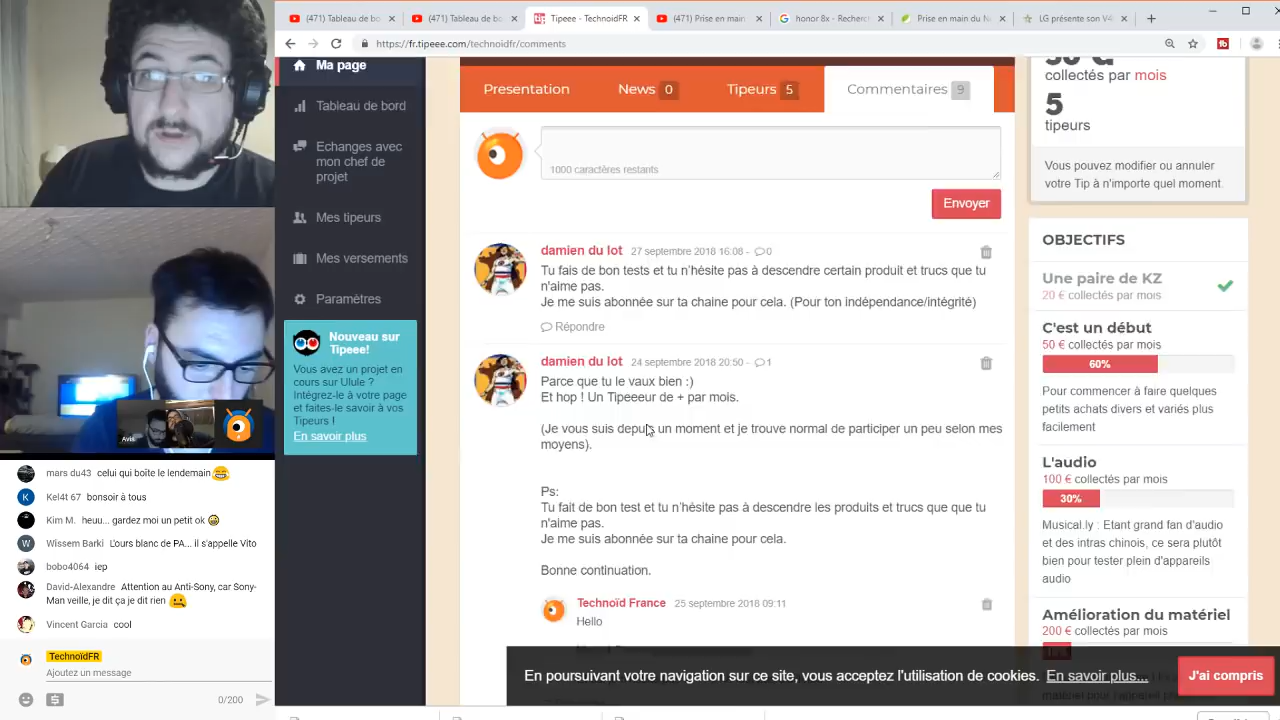 (471) Tableau de bo
(471) Tableau de bo
Tipeee - TechnoidFR
(471) Prise en main
honor 8x - Recherc
Prise en main du N
LG présente son V4
https://fr.tipeee.com/technoidfr/comments
Ma page
Tableau de bord
Echanges avec
mon chef de
projet
Mes tipeurs
Mes versements
Paramètres
Nouveau sur
Tipeee!
Vous avez un projet en
cours sur Ulule ?
Intégrez-le à votre page
et faites-le savoir à vos
Tipeurs !
En savoir plus
mars du43 celui qui boîte le lendemain
Kel4t 67 bonsoir à tous
Kim M. heuu... gardez moi un petit ok
Wissem Barki L'ours blanc de PA... il s'appelle Vito
bobo4064 iep
David-Alexandre Attention au Anti-Sony, car Sony-
Man veille, je dit ça je dit rien
Vincent Garcia cool
TechnoïdFR
Ajoutez un message
0/200
Presentation
News 0
Tipeurs 5
Commentaires 9
1000 caractères restants
Envoyer
damien du lot 27 septembre 2018 16:08 - 0
Tu fais de bon tests et tu n'hésite pas à descendre certain produit et trucs que tu
n'aime pas.
Je me suis abonnée sur ta chaine pour cela. (Pour ton indépendance/intégrité)
Répondre
damien du lot 24 septembre 2018 20:50 - 1
Parce que tu le vaux bien :)
Et hop ! Un Tipeeeur de + par mois.
(Je vous suis depuis un moment et je trouve normal de participer un peu selon mes
moyens).
Ps:
Tu fait de bon test et tu n'hésite pas à descendre les produits et trucs que que tu
n'aime pas.
Je me suis abonnée sur ta chaine pour cela.
Bonne continuation.
Technoïd France 25 septembre 2018 09:11
Hello
collectés par mois
5
tipeurs
Vous pouvez modifier ou annuler
votre Tip à n'importe quel moment.
OBJECTIFS
Une paire de KZ
20 € collectés par mois
C'est un début
50 € collectés par mois
60%
Pour commencer à faire quelques
petits achats divers et variés plus
facilement
L'audio
100 € collectés par mois
30%
Musical.ly : Etant grand fan d'audio
et des intras chinois, ce sera plutôt
bien pour tester plein d'appareils
audio
Amélioration du matériel
200 € collectés par mois
En poursuivant votre navigation sur ce site, vous acceptez l'utilisation de cookies. En savoir plus...
J'ai compris